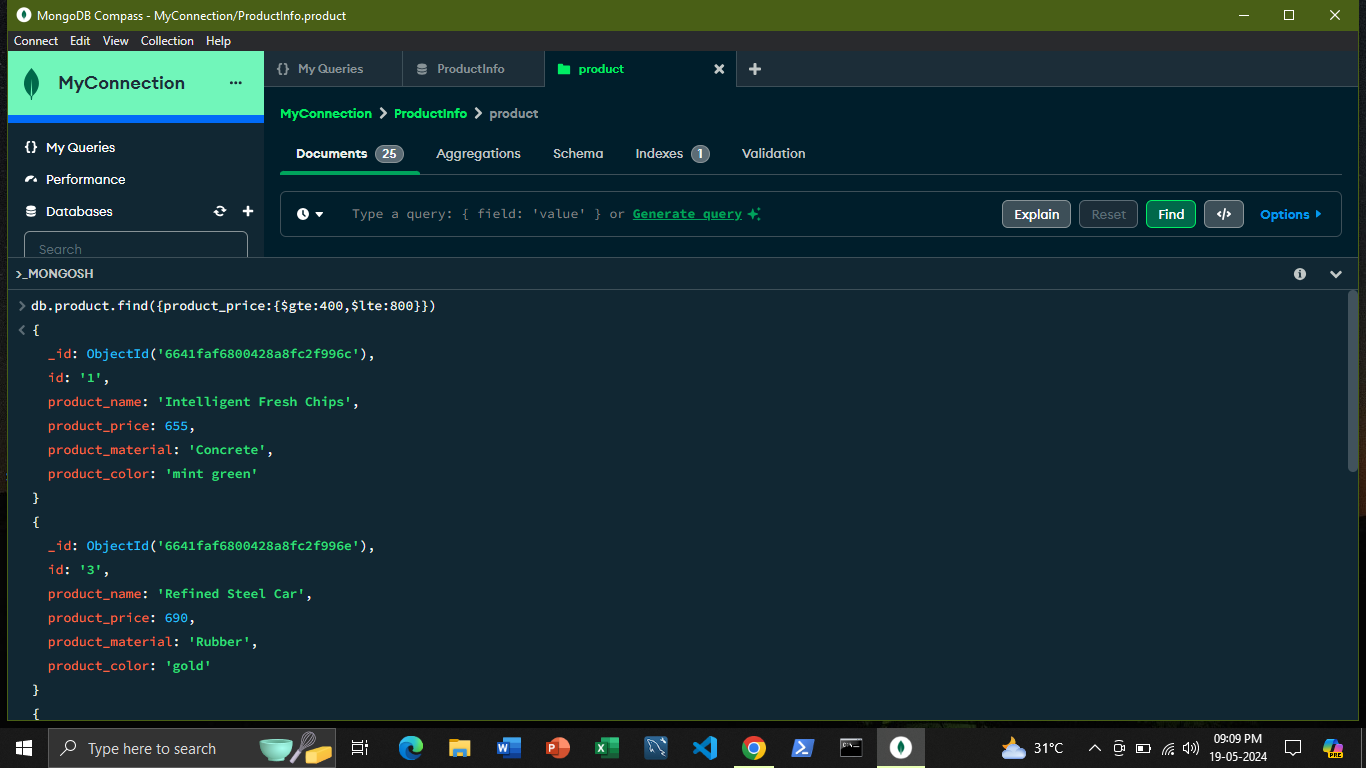 MongoDB Compass - MyConnection/ProductInfo.product
Connect Edit View Collection Help
MyConnection
My Queries
ProductInfo
product
MyConnection > ProductInfo > product
My Queries
Performance
Databases
Search
Documents 25
Aggregations
Schema
Indexes 1
Validation
Type a query: { field: 'value' } or Generate query
Explain
Reset
Find
</>
Options
>_MONGOSH
> db.product.find({product_price:{$gte:400,$lte:800}})
< {
_id: ObjectId('6641faf6800428a8fc2f996c'),
id: '1',
product_name: 'Intelligent Fresh Chips',
product_price: 655,
product_material: 'Concrete',
product_color: 'mint green'
}
{
_id: ObjectId('6641faf6800428a8fc2f996e'),
id: '3',
product_name: 'Refined Steel Car',
product_price: 690,
product_material: 'Rubber',
product_color: 'gold'
}
{
Type here to search
31°C
09:09 PM
19-05-2024